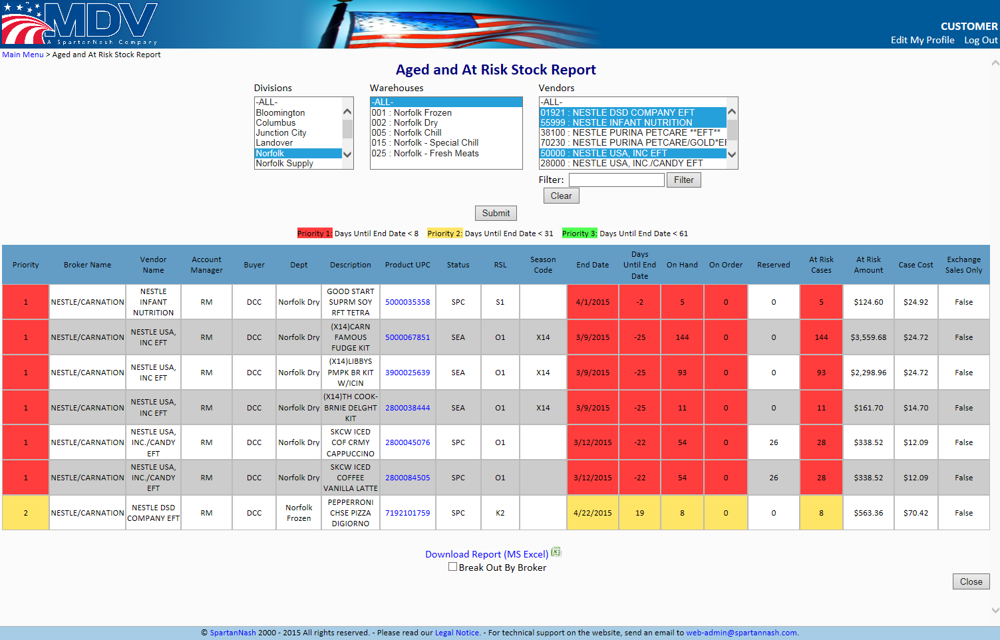 MDV
A SpartanNash Company
CUSTOMER
Edit My Profile Log Out
Main Menu > Aged and At Risk Stock Report
Aged and At Risk Stock Report
Divisions Warehouses Vendors
-ALL- -ALL- -ALL-
Bloomington 001 : Norfolk Frozen 01921 : NESTLE DSD COMPANY EFT
Columbus 002 : Norfolk Dry 55999 : NESTLE INFANT NUTRITION
Junction City 005 : Norfolk Chill 38100 : NESTLE PURINA PETCARE **EFT**
Landover 015 : Norfolk - Special Chill 70230 : NESTLE PURINA PETCARE/GOLD*EF
Norfolk 025 : Norfolk - Fresh Meats 50000 : NESTLE USA, INC EFT
Norfolk Supply 28000 : NESTLE USA, INC./CANDY EFT
Filter: Filter
Clear
Submit
Priority 1: Days Until End Date < 8 Priority 2: Days Until End Date < 31 Priority 3: Days Until End Date < 61
Priority Broker Name Vendor Name Account Manager Buyer Dept Description Product UPC Status RSL Season Code End Date Days Until End Date On Hand On Order Reserved At Risk Cases At Risk Amount Case Cost Exchange Sales Only
1 NESTLE/CARNATION NESTLE INFANT NUTRITION RM DCC Norfolk Dry GOOD START SUPRM SOY RFT TETRA 5000035358 SPC S1 4/1/2015 -2 5 0 0 5 $124.60 $24.92 False
1 NESTLE/CARNATION NESTLE USA, INC EFT RM DCC Norfolk Dry (X14)CARN FAMOUS FUDGE KIT 5000067851 SEA O1 X14 3/9/2015 -25 144 0 0 144 $3,559.68 $24.72 False
1 NESTLE/CARNATION NESTLE USA, INC EFT RM DCC Norfolk Dry (X14)LIBBYS PMPK BR KIT W/ICIN 3900025639 SEA O1 X14 3/9/2015 -25 93 0 0 93 $2,298.96 $24.72 False
1 NESTLE/CARNATION NESTLE USA, INC EFT RM DCC Norfolk Dry (X14)TH COOK-BRNIE DELGHT KIT 2800038444 SEA O1 X14 3/9/2015 -25 11 0 0 11 $161.70 $14.70 False
1 NESTLE/CARNATION NESTLE USA, INC./CANDY EFT RM DCC Norfolk Dry SKCW ICED COF CRMY CAPPUCCINO 2800045076 SPC O1 3/12/2015 -22 54 0 26 28 $338.52 $12.09 False
1 NESTLE/CARNATION NESTLE USA, INC./CANDY EFT RM DCC Norfolk Dry SKCW ICED COFFEE VANILLA LATTE 2800084505 SPC O1 3/12/2015 -22 54 0 26 28 $338.52 $12.09 False
2 NESTLE/CARNATION NESTLE DSD COMPANY EFT RM DCC Norfolk Frozen PEPPERRONI CHSE PIZZA DIGIORNO 7192101759 SPC K2 4/22/2015 19 8 0 0 8 $563.36 $70.42 False
Download Report (MS Excel)
Break Out By Broker
Close
© SpartanNash 2000 - 2015 All rights reserved. - Please read our Legal Notice. - For technical support on the website, send an email to web-admin@spartannash.com.